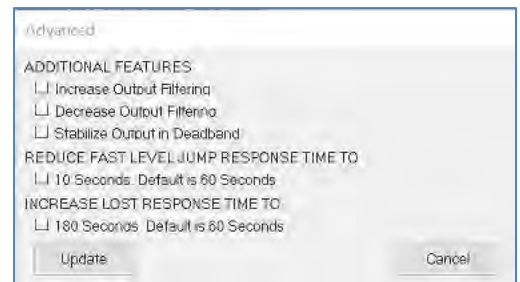 Advanced
ADDITIONAL FEATURES
Increase Output Filtering
Decrease Output Filtering
Stabilize Output in Deadband
REDUCE FAST LEVEL JUMP RESPONSE TIME TO
10 Seconds. Default is 60 Seconds
INCREASE LOST RESPONSE TIME TO
180 Seconds. Default is 60 Seconds
Update Cancel